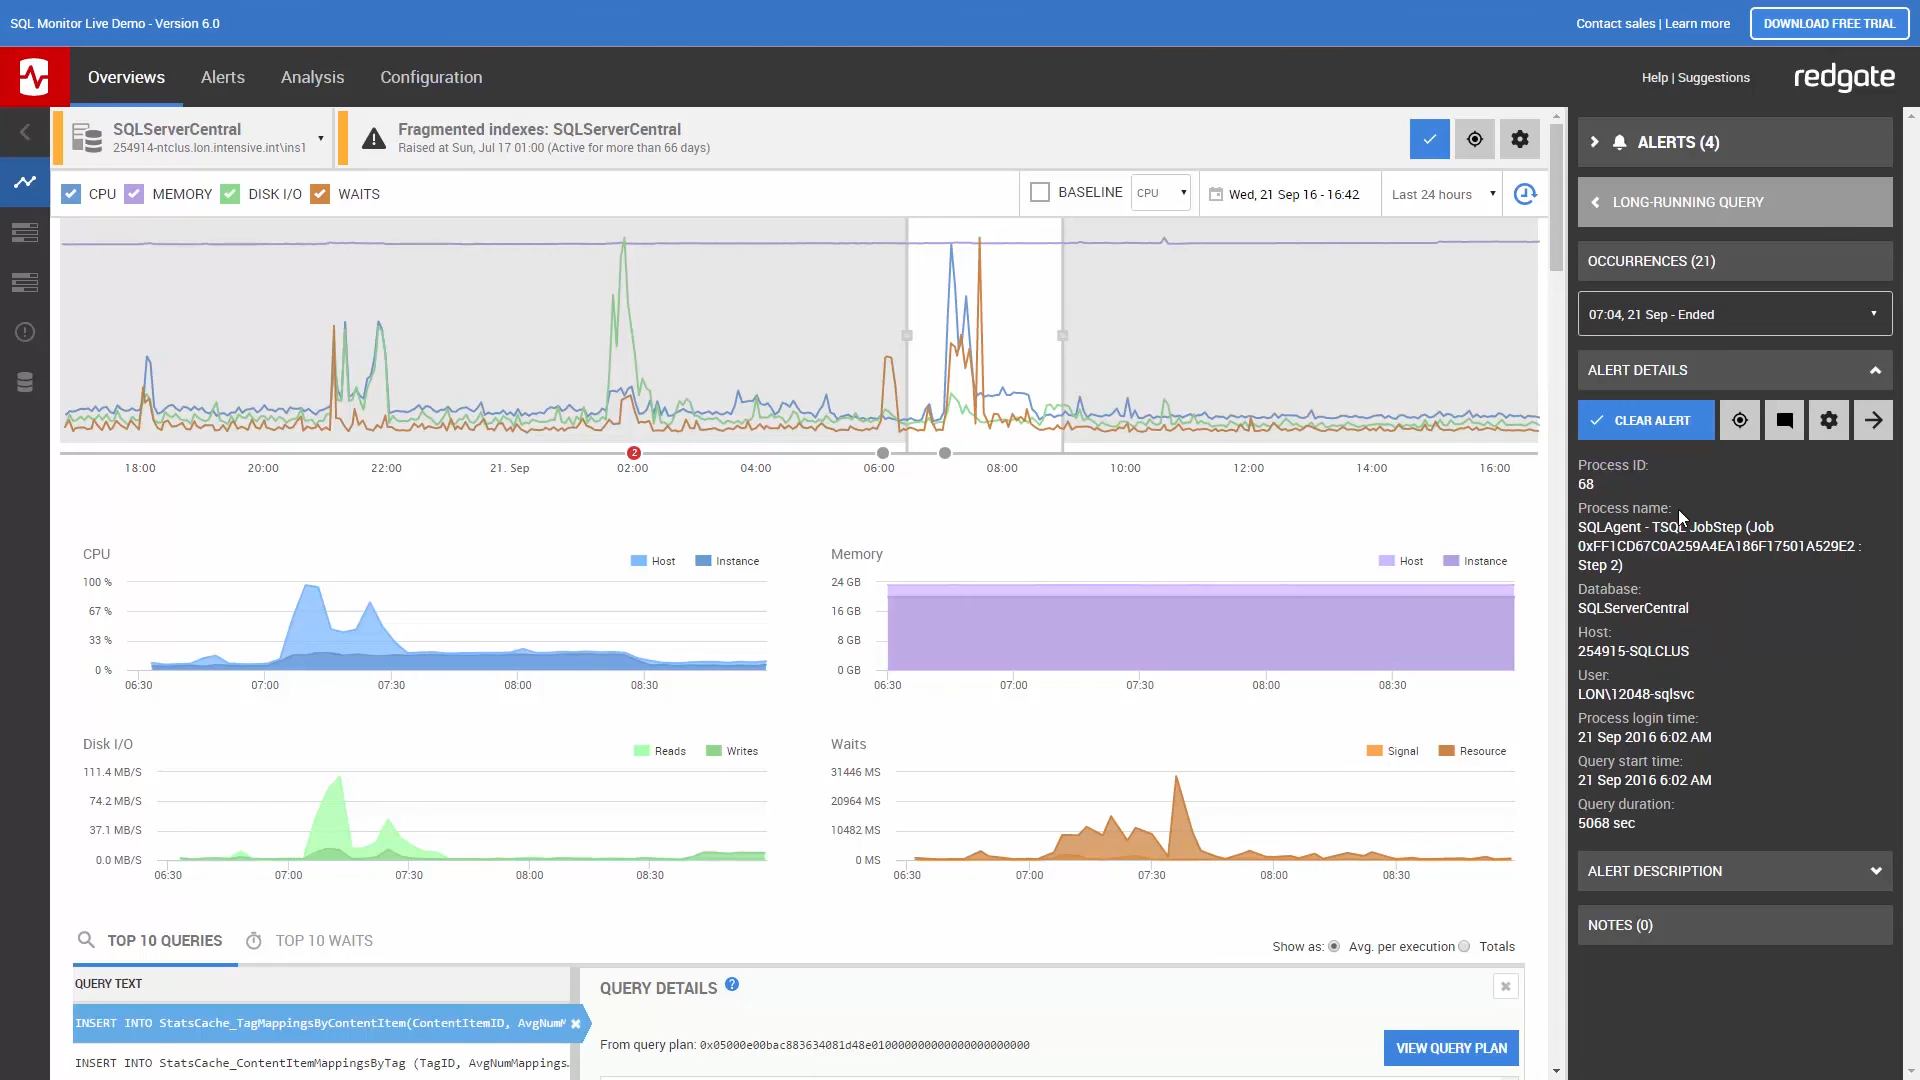 SQL Monitor Live Demo - Version 6.0
Contact sales | Learn more
DOWNLOAD FREE TRIAL
Overviews
Alerts
Analysis
Configuration
Help | Suggestions
redgate
SQLServerCentral
254914-ntclus.lon.intensive.int\ins1
Fragmented indexes: SQLServerCentral
Raised at Sun, Jul 17 01:00 (Active for more than 66 days)
CPU
MEMORY
DISK I/O
WAITS
BASELINE
CPU
Wed, 21 Sep 16 - 16:42
Last 24 hours
2
18:00
20:00
22:00
21. Sep
02:00
04:00
06:00
08:00
10:00
12:00
14:00
16:00
CPU
Host
Instance
100 %
67 %
33 %
0 %
06:30
07:00
07:30
08:00
08:30
Memory
Host
Instance
24 GB
16 GB
8 GB
0 GB
06:30
07:00
07:30
08:00
08:30
Disk I/O
Reads
Writes
111.4 MB/S
74.2 MB/S
37.1 MB/S
0.0 MB/S
06:30
07:00
07:30
08:00
08:30
Waits
Signal
Resource
31446 MS
20964 MS
10482 MS
0 MS
06:30
07:00
07:30
08:00
08:30
TOP 10 QUERIES
TOP 10 WAITS
Show as:
Avg. per execution
Totals
QUERY TEXT
INSERT INTO StatsCache_TagMappingsByContentItem(ContentItemID, AvgNumM
INSERT INTO StatsCache_ContentItemMappingsByTag (TagID, AvgNumMappings...
QUERY DETAILS
?
From query plan: 0x05000e00bac883634081d48e010000000000000000000000
VIEW QUERY PLAN
ALERTS (4)
LONG-RUNNING QUERY
OCCURRENCES (21)
07:04, 21 Sep - Ended
ALERT DETAILS
CLEAR ALERT
Process ID:
68
Process name:
SQLAgent - TSQL JobStep (Job
0xFF1CD67C0A259A4EA186F17501A529E2 :
Step 2)
Database:
SQLServerCentral
Host:
254915-SQLCLUS
User:
LON\12048-sqlsvc
Process login time:
21 Sep 2016 6:02 AM
Query start time:
21 Sep 2016 6:02 AM
Query duration:
5068 sec
ALERT DESCRIPTION
NOTES (0)